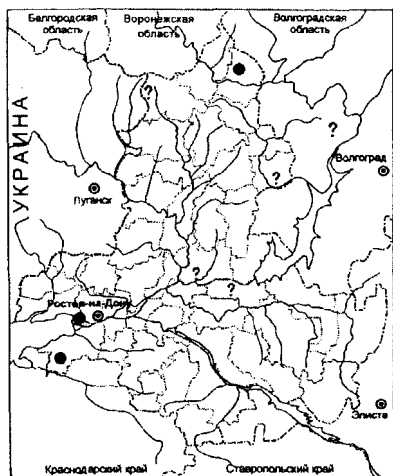 Белгородская Воронежская Волгоградская
область область область
?
?
УКРАИНА
Волгоград
Луганск
?
?
?
Ростов-на-Дону
Элиста
Краснодарский край Ставропольский край